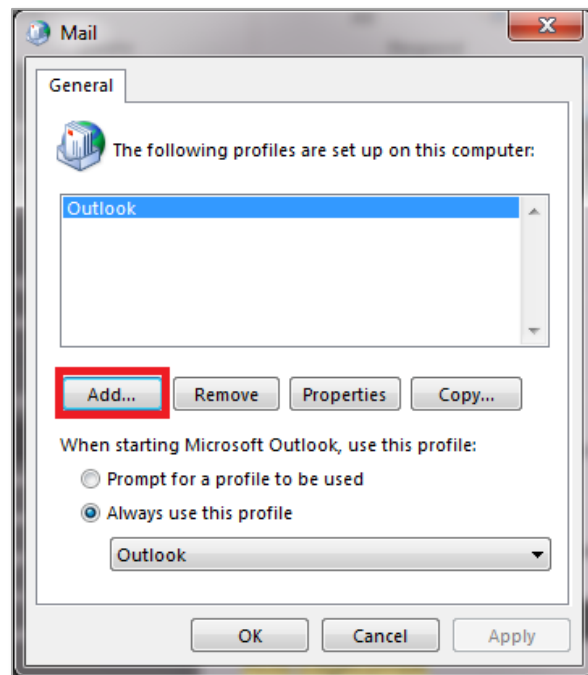 Mail
General
The following profiles are set up on this computer:
Outlook
Add... Remove Properties Copy...
When starting Microsoft Outlook, use this profile:
Prompt for a profile to be used
Always use this profile
Outlook
OK Cancel Apply